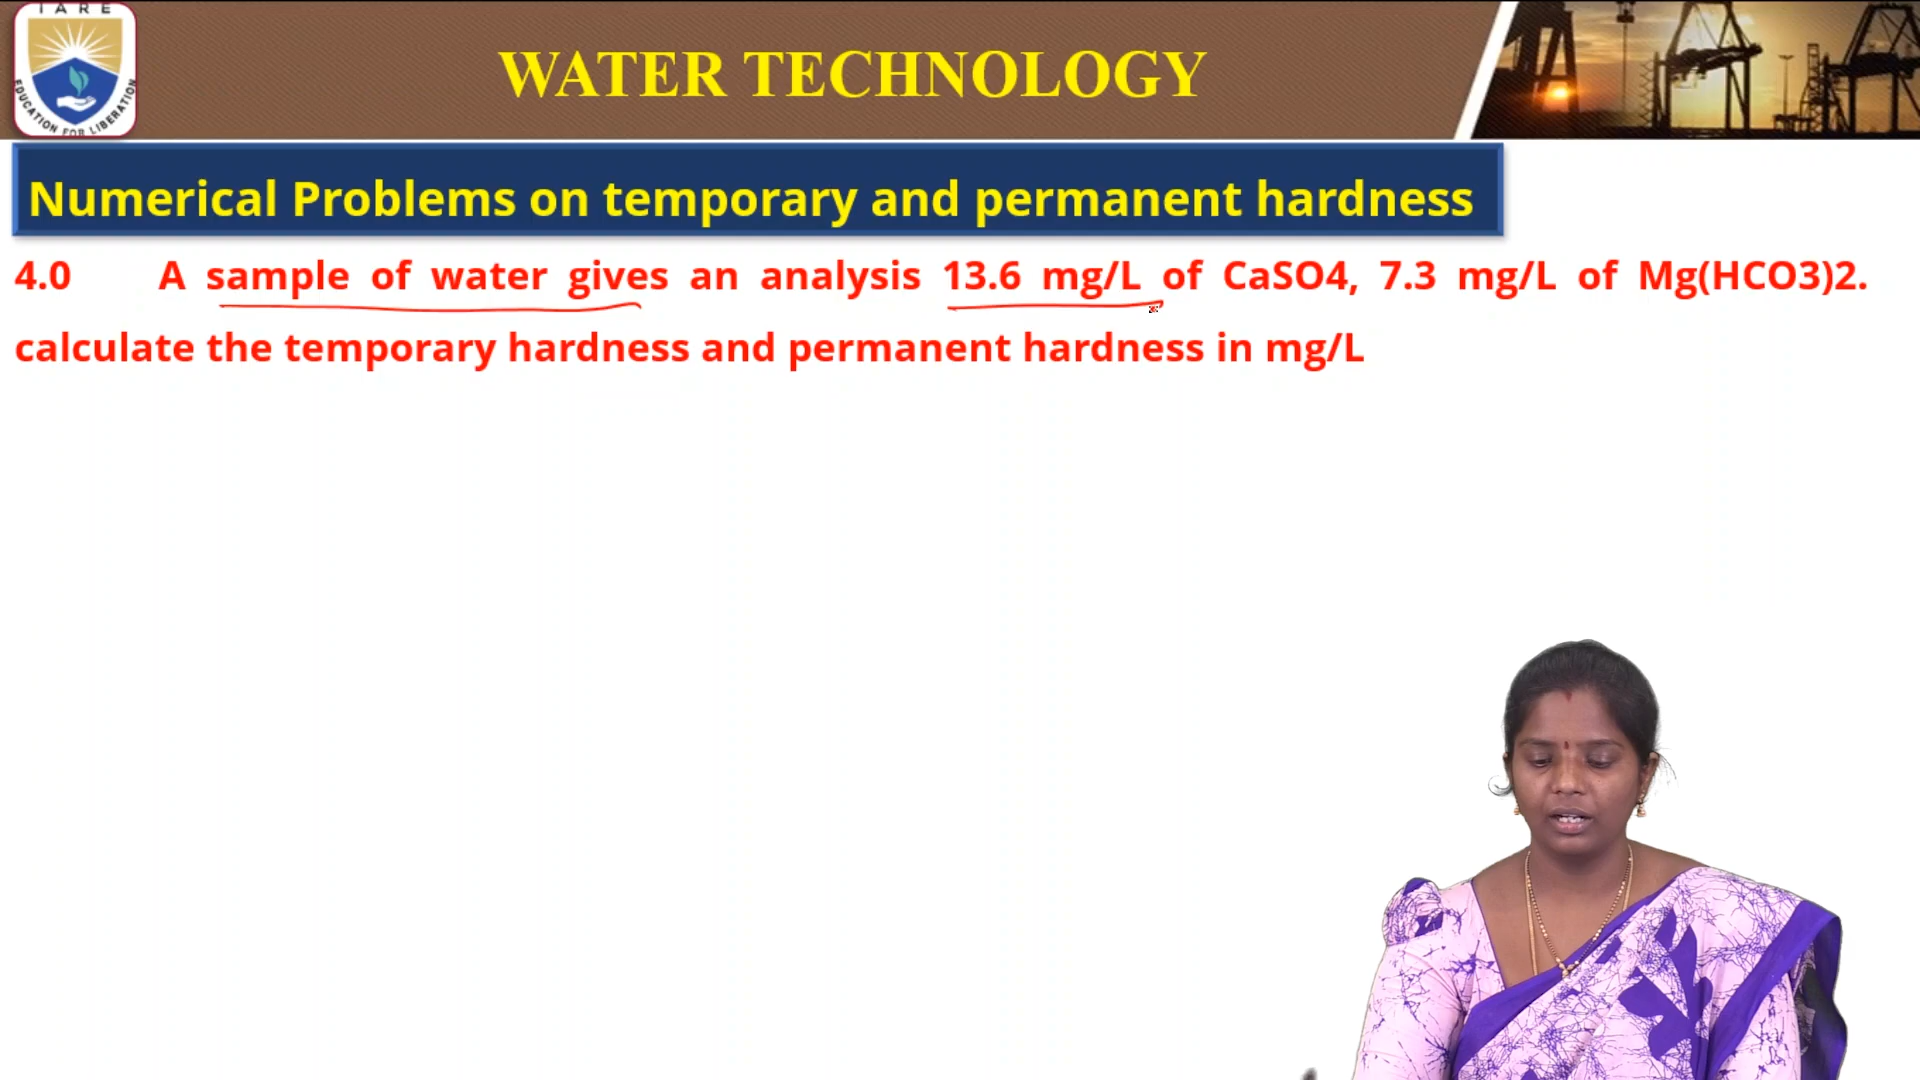 IARE
EDUCATION FOR LIBERATION
WATER TECHNOLOGY
Numerical Problems on temporary and permanent hardness
4.0 A sample of water gives an analysis 13.6 mg/L of CaSO4, 7.3 mg/L of Mg(HCO3)2.
calculate the temporary hardness and permanent hardness in mg/L